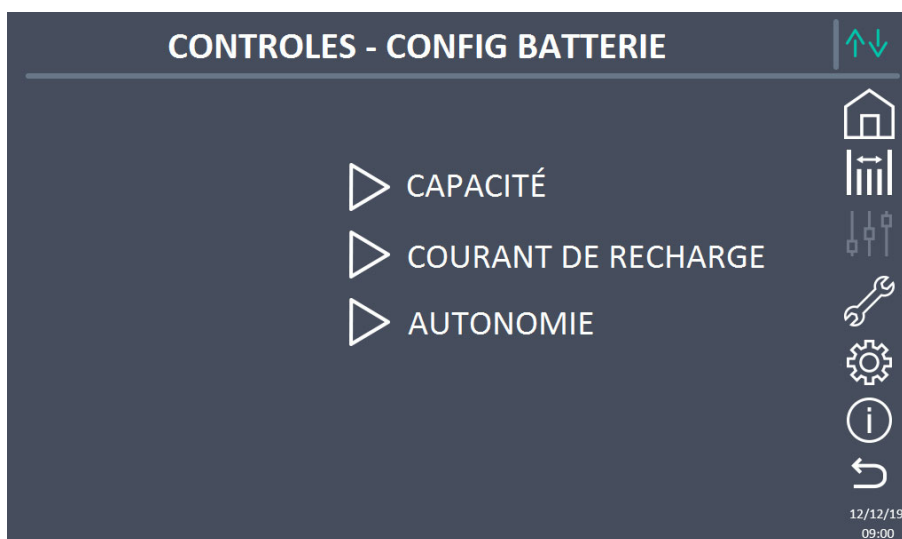 CONTROLES - CONFIG BATTERIE
CAPACITÉ
COURANT DE RECHARGE
AUTONOMIE
12/12/19
09:00